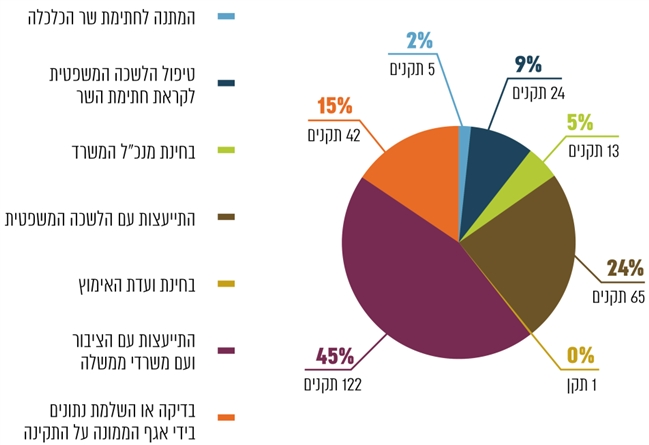 המתנה לחתימת שר הכלכלה
טיפול הלשכה המשפטית
לקראת חתימת השר
בחינת מנכ"ל המשרד
התייעצות עם הלשכה המשפטית
בחינת ועדת האימוץ
התייעצות עם הציבור
ועם משרדי ממשלה
בדיקה או השלמת נתונים
בידי אגף הממונה על התקינה
2%
5 תקנים
9%
24 תקנים
5%
13 תקנים
24%
65 תקנים
0%
1 תקן
45%
122 תקנים
15%
42 תקנים